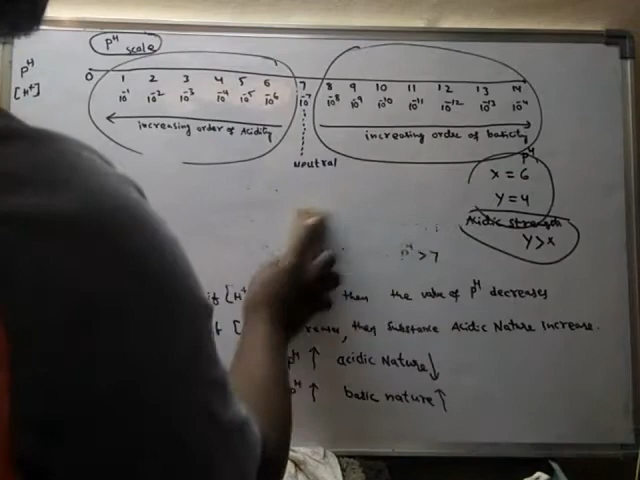 pH scale
pH 0 1 2 3 4 5 6 7 8 9 10 11 12 13 14
[H+] 10-1 10-2 10-3 10-4 10-5 10-6 10-7 10-8 10-9 10-10 10-11 10-12 10-13 10-4
increasing order of Acidity
increasing order of basicity
Neutral
pH
X = 6
Y = 4
Acidic strength
Y > X
pH > 7
if [H+ then the value of pH decreases
f [ then substance Acidic Nature Increase.
pH ↑ acidic Nature ↓
pH ↑ basic nature ↑